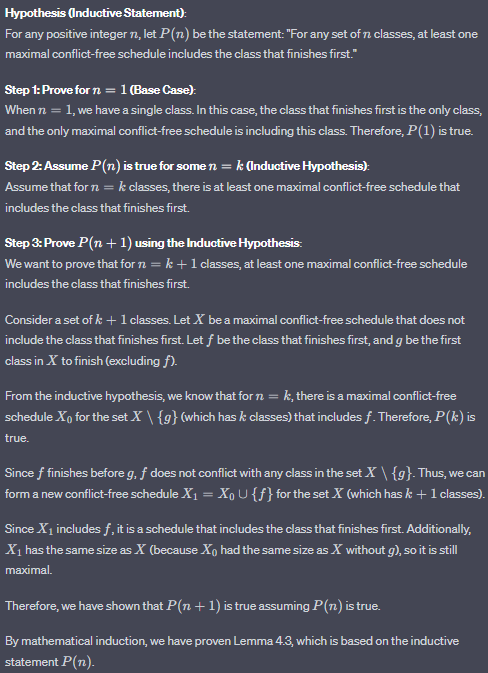 Hypothesis (Inductive Statement):
For any positive integer n, let P(n) be the statement: "For any set of n classes, at least one
maximal conflict-free schedule includes the class that finishes first."
Step 1: Prove for n = 1 (Base Case):
When n = 1, we have a single class. In this case, the class that finishes first is the only class,
and the only maximal conflict-free schedule is including this class. Therefore, P(1) is true.
Step 2: Assume P(n) is true for some n = k (Inductive Hypothesis):
Assume that for n = k classes, there is at least one maximal conflict-free schedule that
includes the class that finishes first.
Step 3: Prove P(n + 1) using the Inductive Hypothesis:
We want to prove that for n = k + 1 classes, at least one maximal conflict-free schedule
includes the class that finishes first.
Consider a set of k + 1 classes. Let X be a maximal conflict-free schedule that does not
include the class that finishes first. Let f be the class that finishes first, and g be the first
class in X to finish (excluding f).
From the inductive hypothesis, we know that for n = k, there is a maximal conflict-free
schedule X₀ for the set X \ {g} (which has k classes) that includes f. Therefore, P(k) is
true.
Since f finishes before g, f does not conflict with any class in the set X \ {g}. Thus, we can
form a new conflict-free schedule X₁ = X₀ ∪ {f} for the set X (which has k + 1 classes).
Since X₁ includes f, it is a schedule that includes the class that finishes first. Additionally,
X₁ has the same size as X (because X₀ had the same size as X without g), so it is still
maximal.
Therefore, we have shown that P(n + 1) is true assuming P(n) is true.
By mathematical induction, we have proven Lemma 4.3, which is based on the inductive
statement P(n).